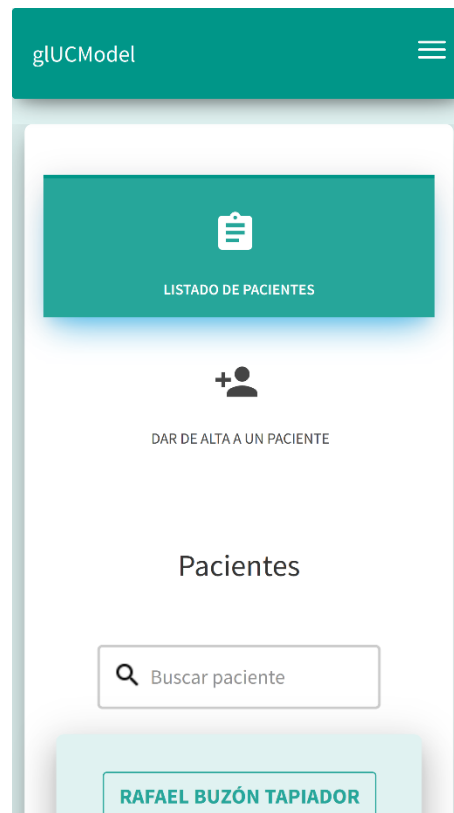 glUCModel
LISTADO DE PACIENTES
DAR DE ALTA A UN PACIENTE
Pacientes
Buscar paciente
RAFAEL BUZÓN TAPIADOR